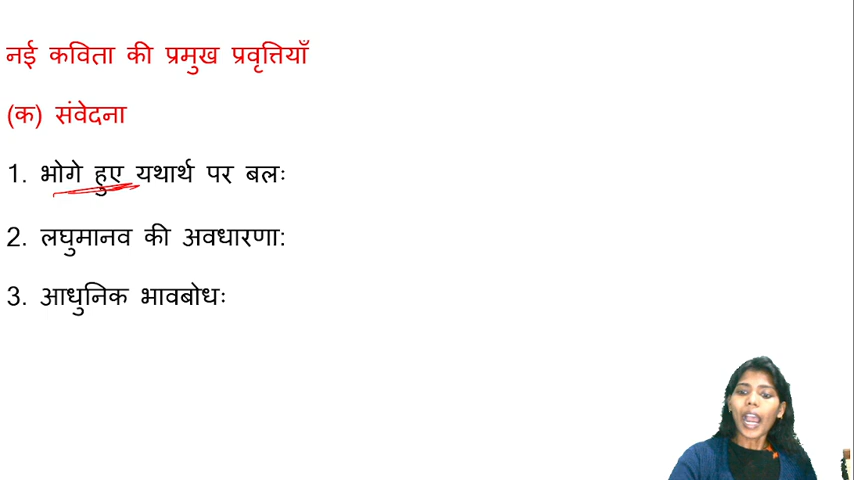 नई कविता की प्रमुख प्रवृत्तियाँ
(क) संवेदना
1. भोगे हुए यथार्थ पर बलः
2. लघुमानव की अवधारणा:
3. आधुनिक भावबोधः